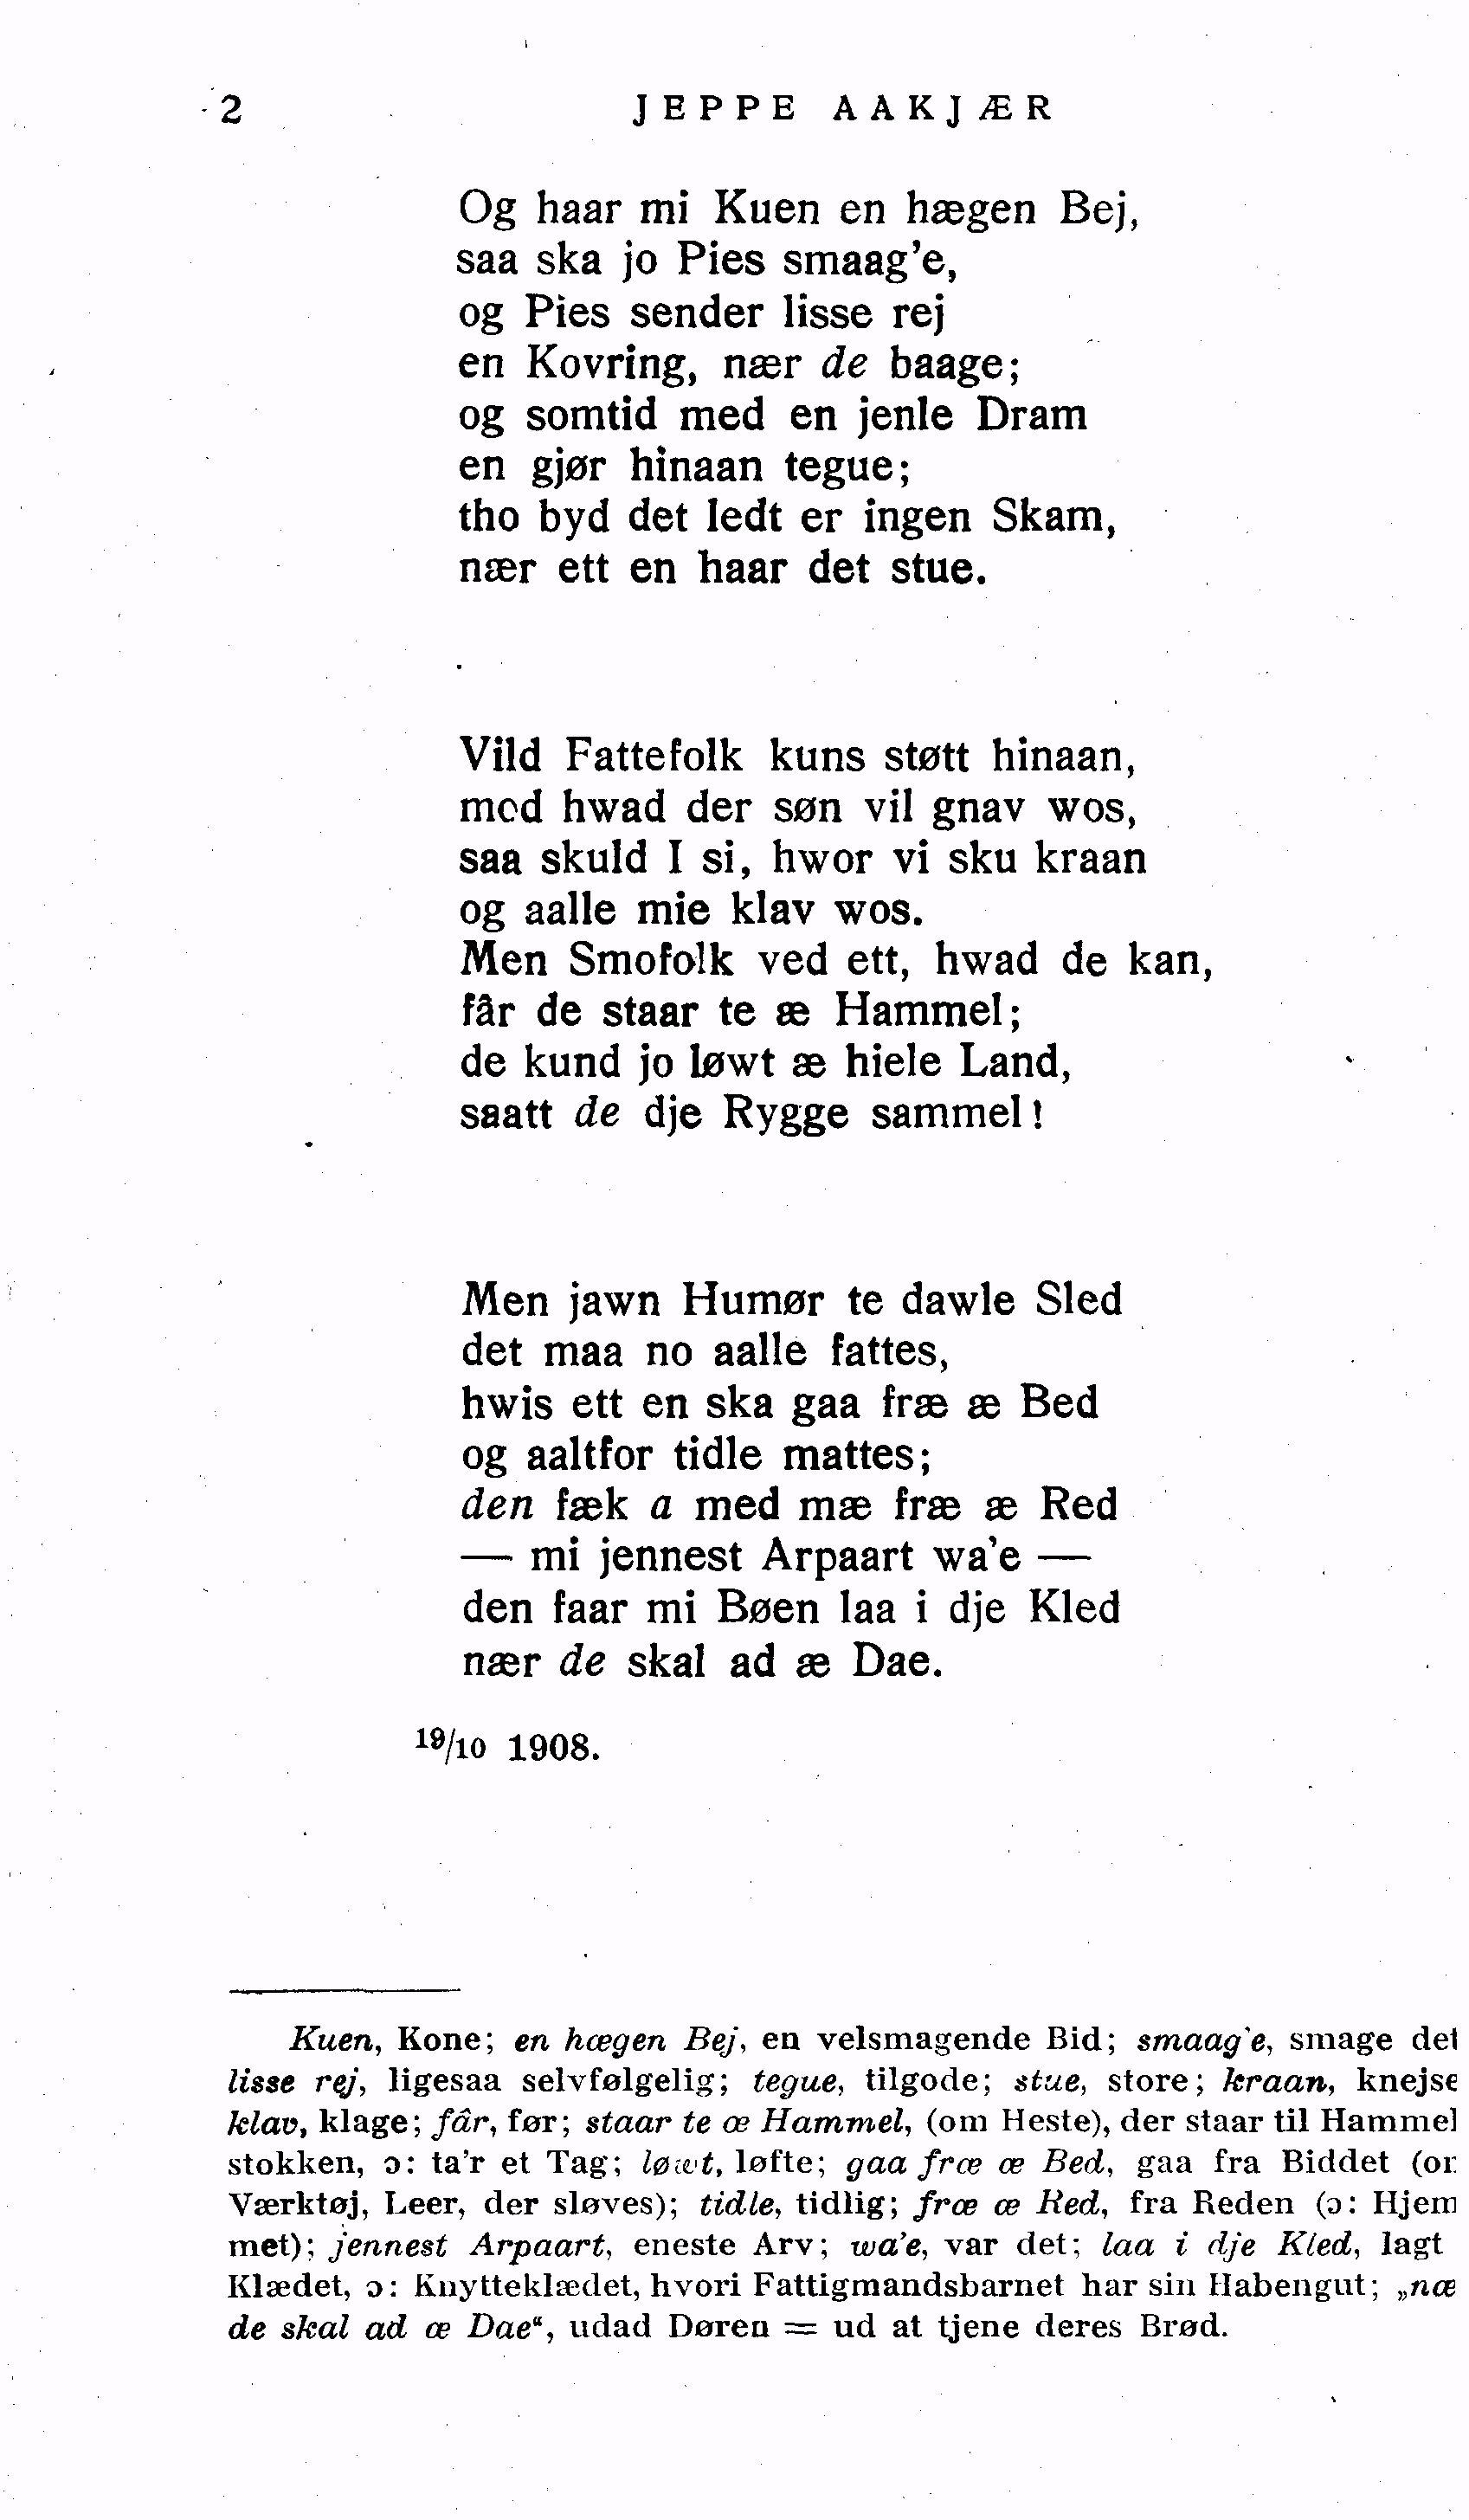 2 JEPPE AAKJÆR
Og haar mi Kuen en hægen Bej,
saa ska jo Pies smaag'e,
og Pies sender lisse rej
en Kovring, nær de baage;
og somtid med en jenle Dram
en gjør hinaan tegue;
tho byd det ledt er ingen Skam,
nær ett en haar det stue.
Vild Fattefolk kuns støtt hinaan,
mod hwad der søn vil gnav wos,
saa skuld I si, hwor vi sku kraan
og aalle mie klav wos.
Men Smofolk ved ett, hwad de kan,
får de staar te æ Hammel;
de kund jo løwt æ hiele Land,
saatt de dje Rygge sammel!
Men jawn Humør te dawle Sled
det maa no aalle fattes,
hwis ett en ska gaa fræ æ Bed
og aaltfor tidle mattes;
den fæk a med mæ fræ æ Red
— mi jennest Arpaart wa'e —
den faar mi Bøen laa i dje Kled
nær de skal ad æ Dae.
19/10 1908.
Kuen, Kone; en hægen Bej, en velsmagende Bid; smaag'e, smage det
lisse rej, ligesaa selvfølgelig; tegue, tilgode; stue, store; kraan, knejse
klav, klage; får, før; staar te æ Hammel, (om Heste), der staar til Hammel
stokken, ɔ: ta'r et Tag; løwt, løfte; gaa fræ æ Bed, gaa fra Biddet (or
Værktøj, Leer, der sløves); tidle, tidlig; fræ æ Red, fra Reden (ɔ: Hjem
met); jennest Arpaart, eneste Arv; wa'e, var det; laa i dje Kled, lagt
Klædet, ɔ: Knytteklædet, hvori Fattigmandsbarnet har sin Habengut; „næ
de skal ad æ Dae“, udad Døren = ud at tjene deres Brød.